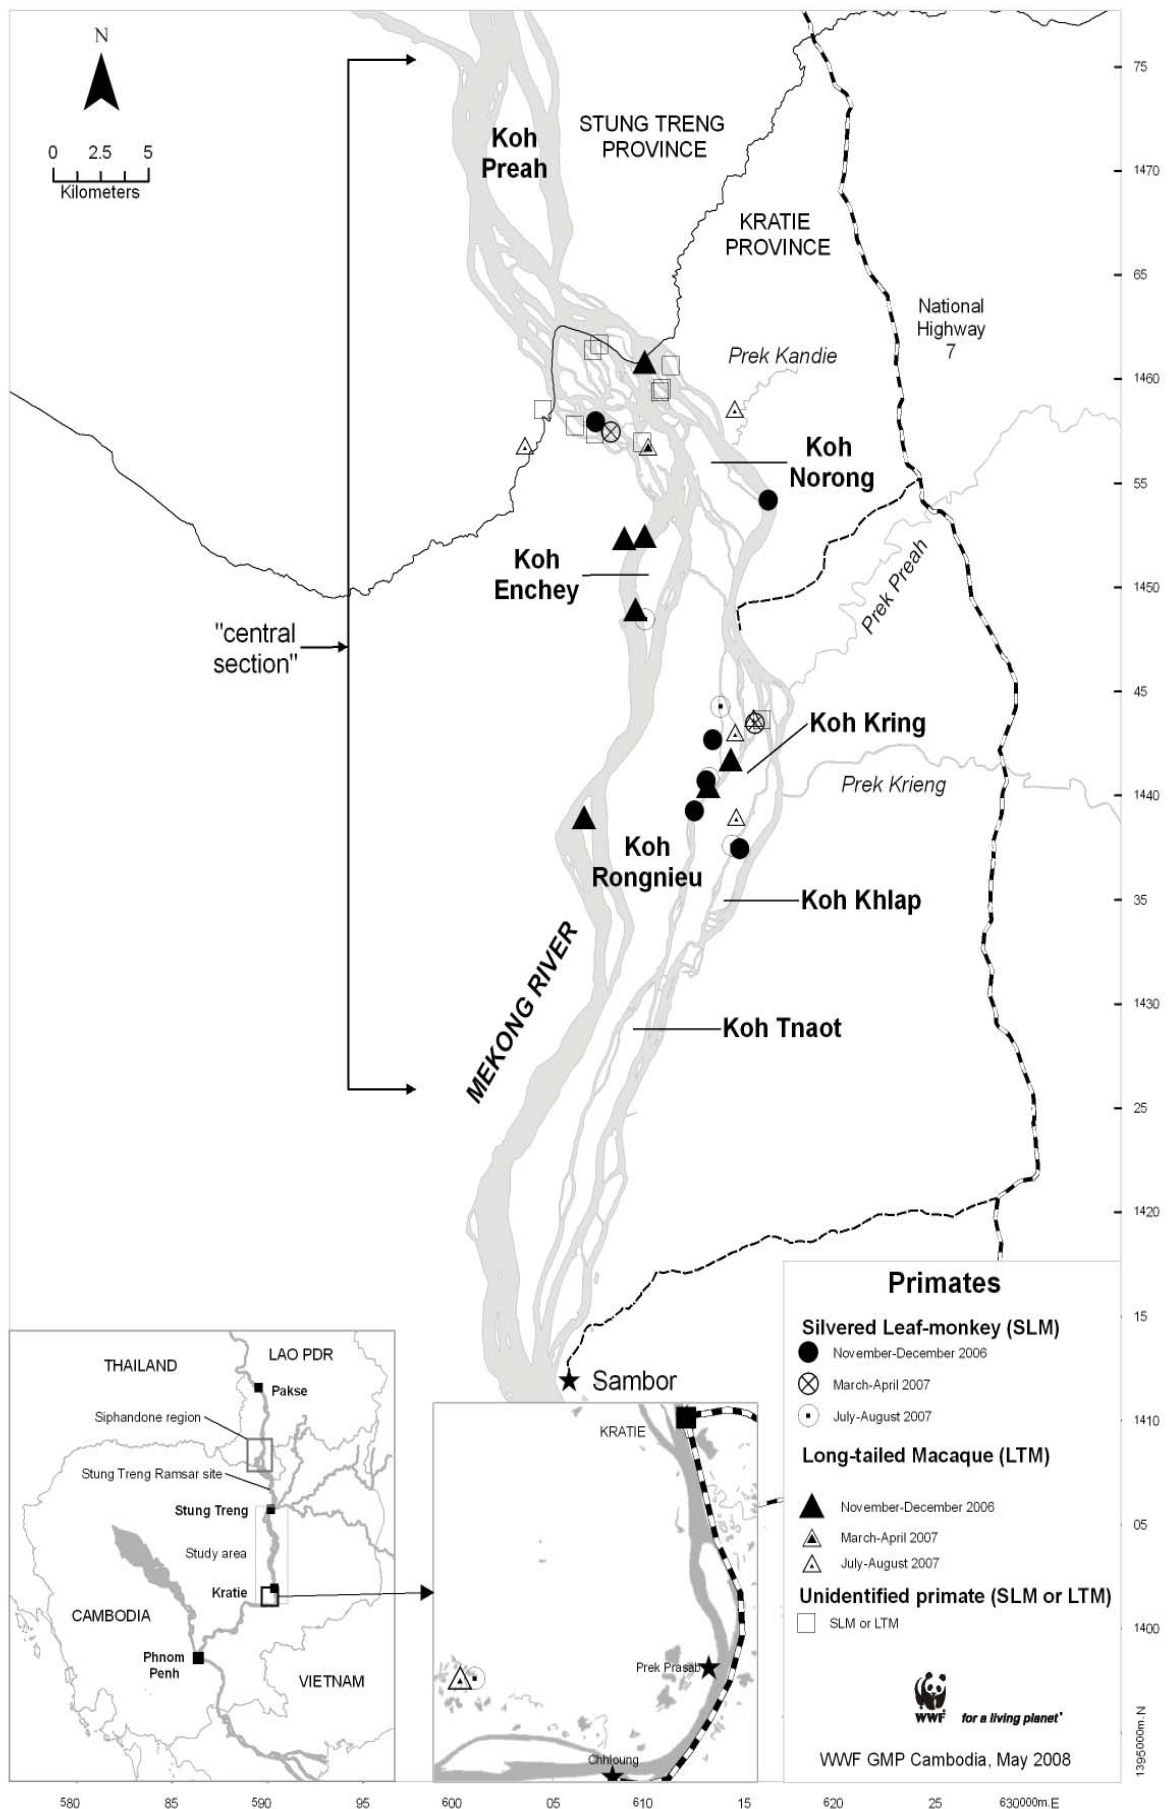 N
0 2.5 5
Kilometers
75
Koh
Preah
STUNG TRENG
PROVINCE
1470
KRATIE
PROVINCE
65
National
Highway
7
Prek Kandie
1460
Koh
Norong
55
Koh
Enchey
1450
Prek Preah
"central
section"
45
Koh Kring
Prek Krieng
1440
Koh
Rongnieu
Koh Khlap
35
MEKONG RIVER
1430
Koh Tnaot
25
1420
15
Sambor
1410
05
1400
1395000m.N
Primates
Silvered Leaf-monkey (SLM)
November-December 2006
March-April 2007
July-August 2007
Long-tailed Macaque (LTM)
November-December 2006
March-April 2007
July-August 2007
Unidentified primate (SLM or LTM)
SLM or LTM
WWF for a living planet®
WWF GMP Cambodia, May 2008
THAILAND
LAO PDR
Pakse
Siphandone region
Stung Treng Ramsar site
Stung Treng
Study area
Kratie
CAMBODIA
Phnom
Penh
VIETNAM
KRATIE
Prek Prasab
Chhloung
580 85 590 95 600 05 610 15 620 25 630000m.E